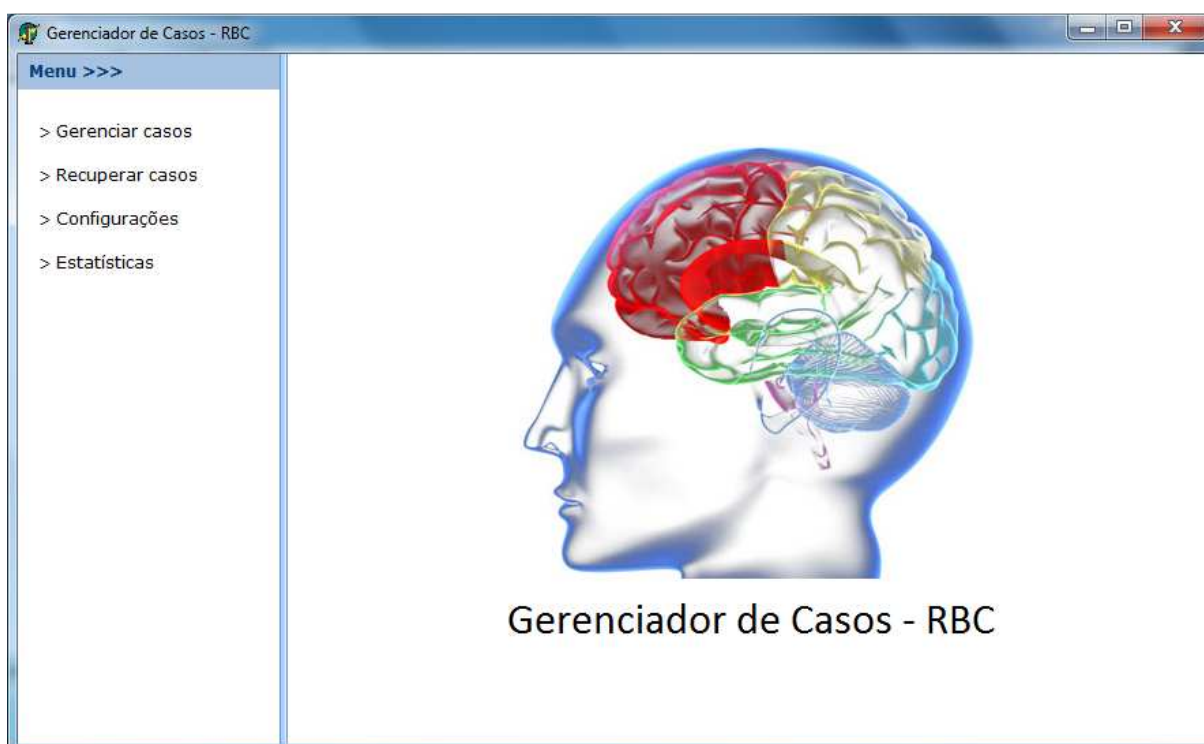 Gerenciador de Casos - RBC
Menu >>>
> Gerenciar casos
> Recuperar casos
> Configurações
> Estatísticas
Gerenciador de Casos - RBC